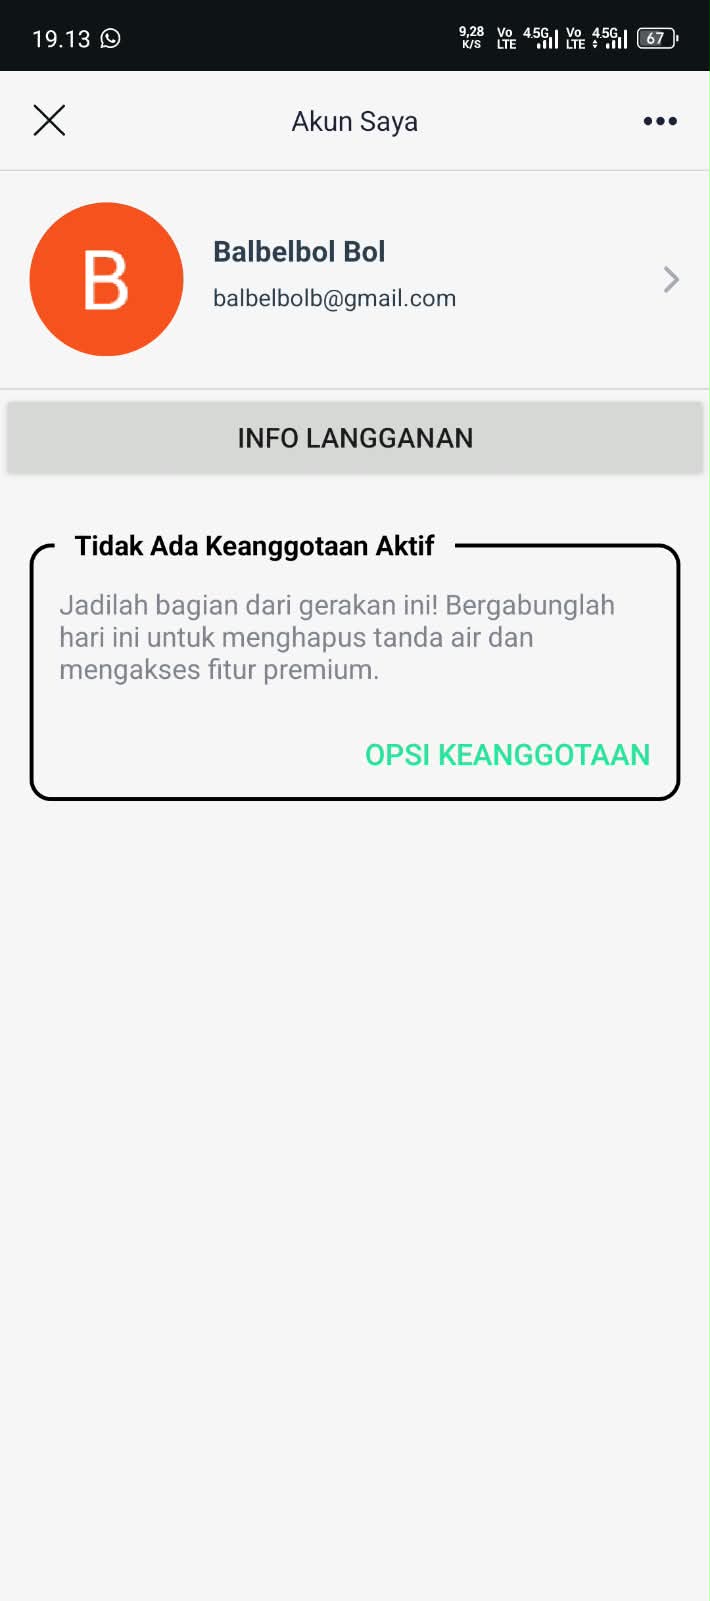 19.13
9,28 K/S Vo LTE 4.5G Vo LTE 4.5G 67
Akun Saya
B
Balbelbol Bol
balbelbolb@gmail.com
INFO LANGGANAN
Tidak Ada Keanggotaan Aktif
Jadilah bagian dari gerakan ini! Bergabunglah
hari ini untuk menghapus tanda air dan
mengakses fitur premium.
OPSI KEANGGOTAAN